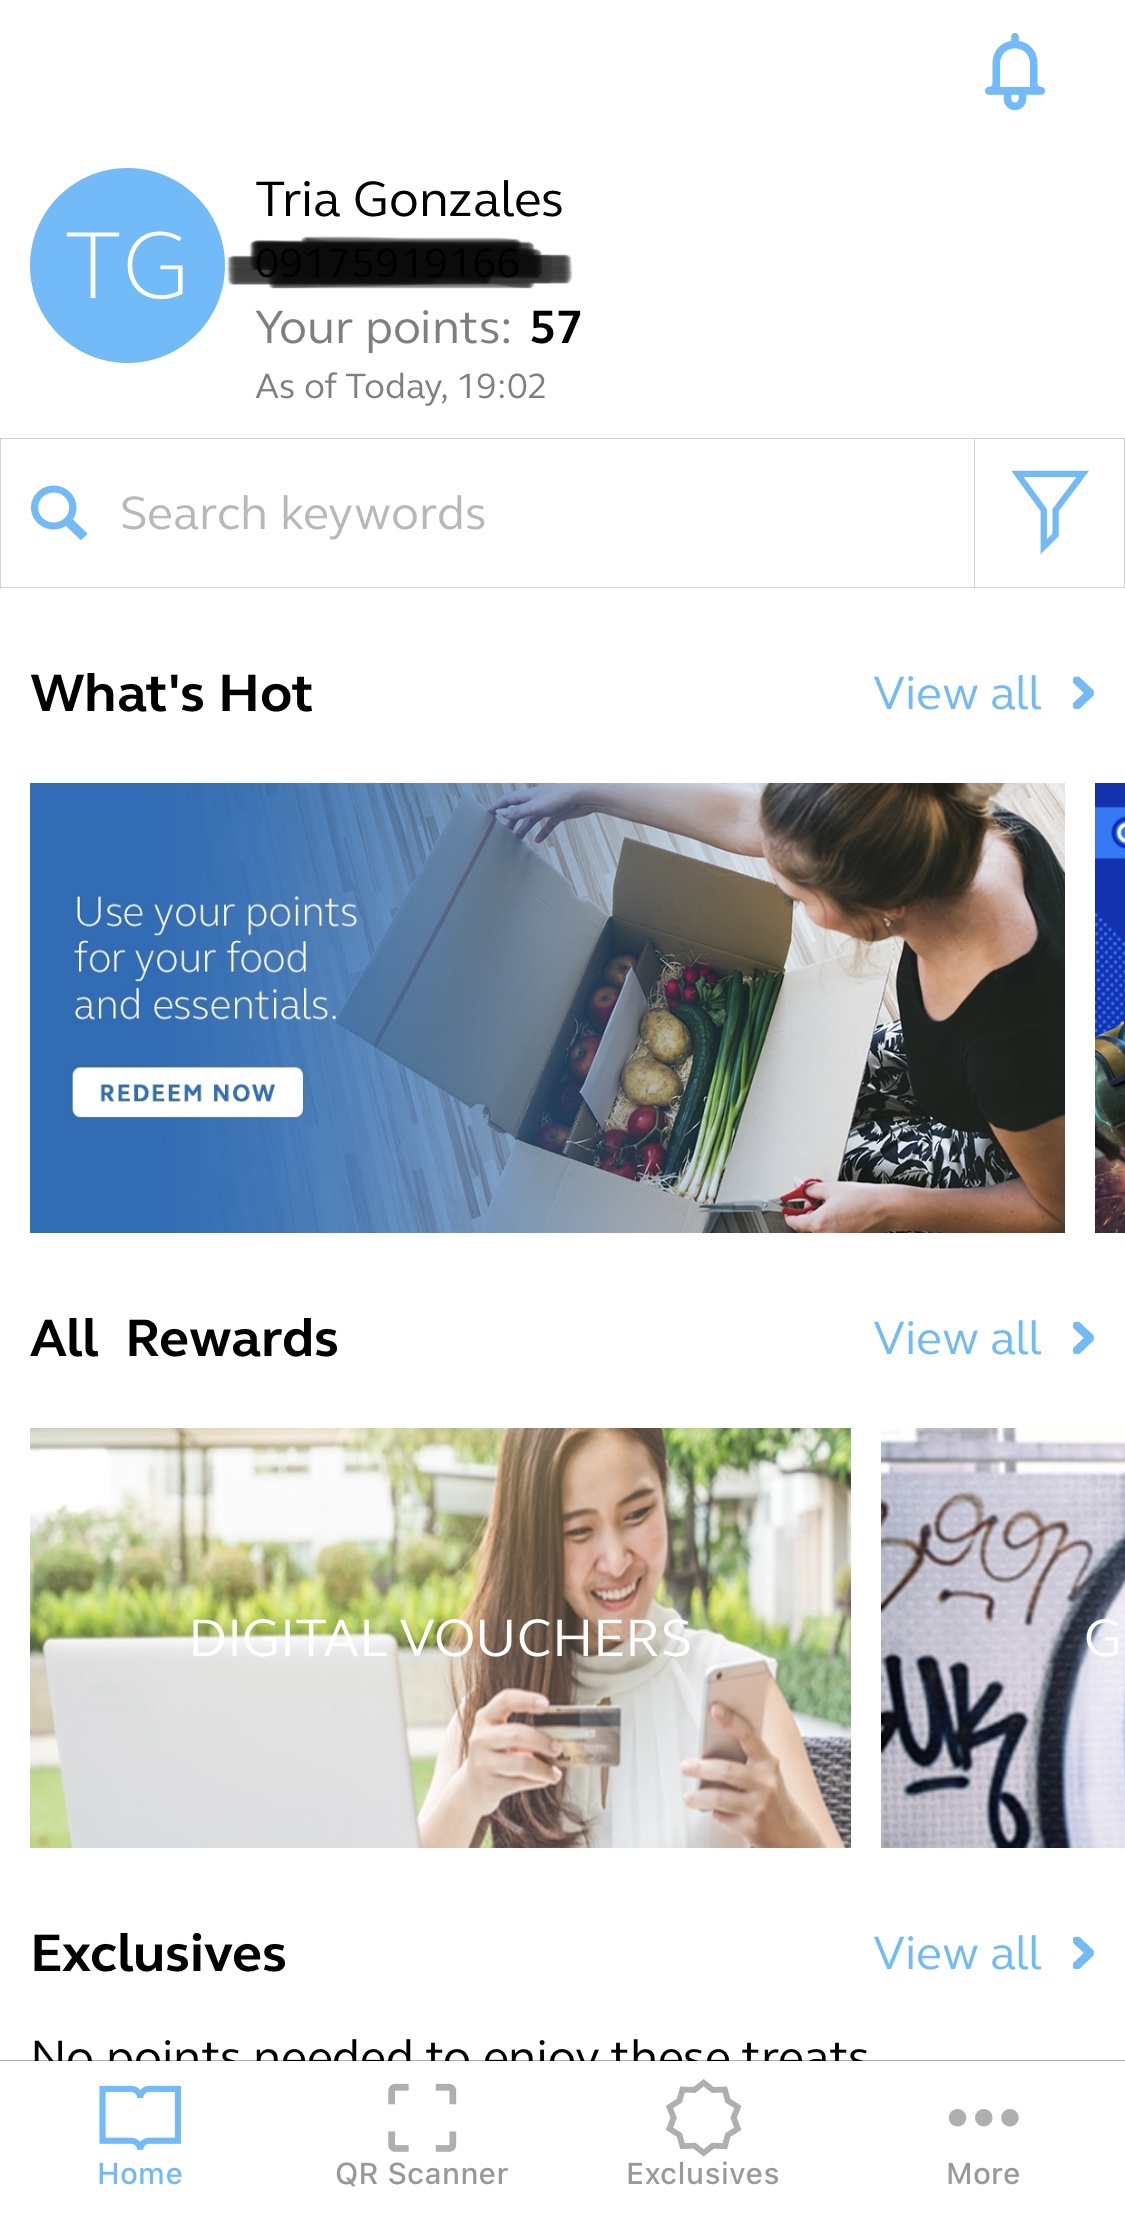 TG
Tria Gonzales
Your points: 57
As of Today, 19:02
Search keywords
What's Hot
View all
Use your points
for your food
and essentials.
REDEEM NOW
All Rewards
View all
DIGITAL VOUCHERS
G
Exclusives
View all
No points needed to enjoy these treats
Home
QR Scanner
Exclusives
More